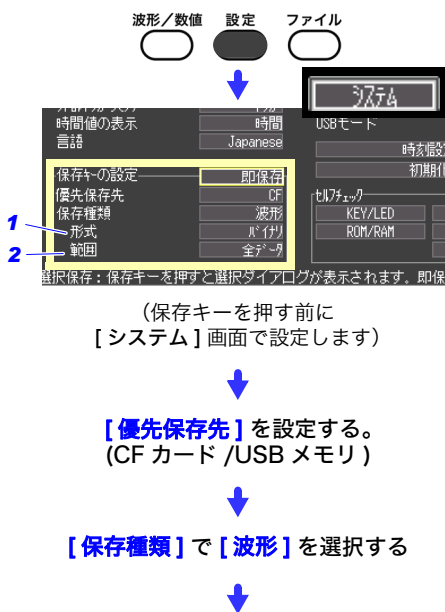 波形／数値 設定 ファイル
システム
時間値の表示 時間 USBモード
言語 Japanese
時刻設
初期化
保存キーの設定 即保存
優先保存先 CF セルフチェック
保存種類 波形 KEY/LED
1 形式 バイナリ ROM/RAM
2 範囲 全データ
選択保存：保存キーを押すと選択ダイアログが表示されます。即保
（保存キーを押す前に
[ システム ] 画面で設定します）
[ 優先保存先 ] を設定する。
(CF カード /USB メモリ )
[ 保存種類 ] で [ 波形 ] を選択する